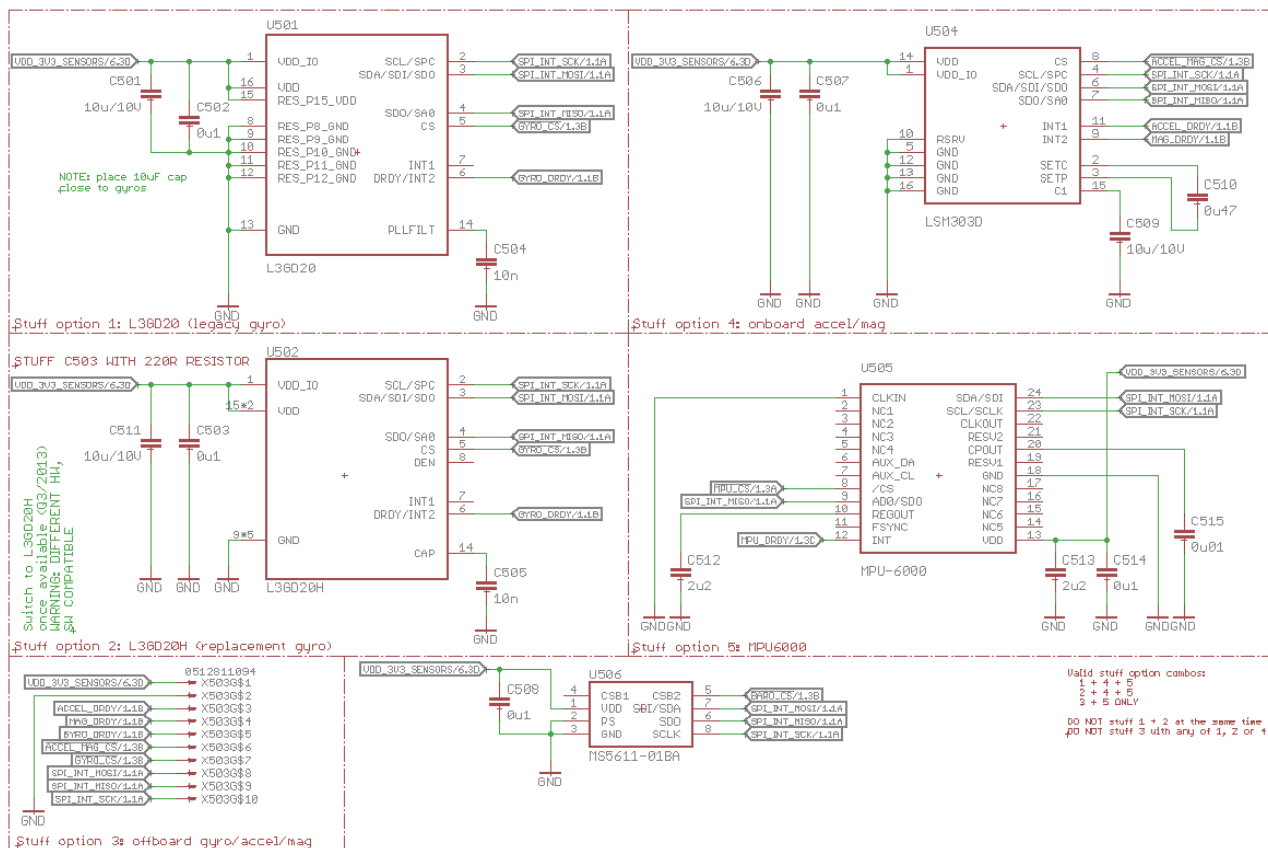 U501
VDD_3V3_SENSORS/6.3D
C501
10u/10V
C502
0u1
1 VDD_IO
16 VDD
15 RES_P15_VDD
8 RES_P8_GND
9 RES_P9_GND
10 RES_P10_GND
11 RES_P11_GND
12 RES_P12_GND
13 GND
SCL/SPC 2 SPI_INT_SCK/1.1A
SDA/SDI/SDO 3 SPI_INT_MOSI/1.1A
SDO/SA0 4 SPI_INT_MISO/1.1A
CS 5 GYRO_CS/1.3B
INT1 7
DRDY/INT2 6 GYRO_DRDY/1.1B
PLLFILT 14
C504
10n
L3GD20
NOTE: place 10uF cap
close to gyros
GND
GND
Stuff option 1: L3GD20 (legacy gyro)
U504
VDD_3V3_SENSORS/6.3D
C506
10u/10V
C507
0u1
14 VDD
1 VDD_IO
10 RSRV
5 GND
12 GND
13 GND
16 GND
CS 8 ACCEL_MAG_CS/1.3B
SCL/SPC 4 SPI_INT_SCK/1.1A
SDA/SDI/SDO 6 SPI_INT_MOSI/1.1A
SDO/SA0 7 SPI_INT_MISO/1.1A
INT1 11 ACCEL_DRDY/1.1B
INT2 9 MAG_DRDY/1.1B
SETC 2
SETP 3
C1 15
C510
0u47
C509
10u/10V
LSM303D
GND
GND
GND
GND
Stuff option 4: onboard accel/mag
STUFF C503 WITH 220R RESISTOR
U502
VDD_3V3_SENSORS/6.3D
C511
10u/10V
C503
0u1
1 VDD_IO
15*2 VDD
9*5 GND
SCL/SPC 2 SPI_INT_SCK/1.1A
SDA/SDI/SDO 3 SPI_INT_MOSI/1.1A
SDO/SA0 4 SPI_INT_MISO/1.1A
CS 5 GYRO_CS/1.3B
DEN 8
INT1 7
DRDY/INT2 6 GYRO_DRDY/1.1B
CAP 14
C505
10n
L3GD20H
GND
GND
GND
GND
Switch to L3GD20H
once available (Q3/2013)
WARNING: DIFFERENT HW,
SW COMPATIBLE
Stuff option 2: L3GD20H (replacement gyro)
U505
VDD_3V3_SENSORS/6.3D
1 CLKIN
2 NC1
3 NC2
4 NC3
5 NC4
6 AUX_DA
7 AUX_CL
MPU_CS/1.3A 8 /CS
SPI_INT_MISO/1.1A 9 AD0/SDO
10 REGOUT
11 FSYNC
MPU_DRDY/1.3C 12 INT
SDA/SDI 24 SPI_INT_MOSI/1.1A
SCL/SCLK 23 SPI_INT_SCK/1.1A
CLKOUT 22
RESV2 21
CPOUT 20
RESV1 19
GND 18
NC8 17
NC7 16
NC6 15
NC5 14
VDD 13
C512
2u2
C513
2u2
C514
0u1
C515
0u01
MPU-6000
GND
GND
GND
GND
GND
GND
Stuff option 5: MPU6000
0512811094
VDD_3V3_SENSORS/6.3D X503G$1
X503G$2
ACCEL_DRDY/1.1B X503G$3
MAG_DRDY/1.1B X503G$4
GYRO_DRDY/1.1B X503G$5
ACCEL_MAG_CS/1.3B X503G$6
GYRO_CS/1.3B X503G$7
SPI_INT_MOSI/1.1A X503G$8
SPI_INT_MISO/1.1A X503G$9
SPI_INT_SCK/1.1A X503G$10
GND
Stuff option 3: offboard gyro/accel/mag
VDD_3V3_SENSORS/6.3D
U506
C508
0u1
4 CSB1
1 VDD
2 PS
3 GND
CSB2 5 BARO_CS/1.3B
SDI/SDA 7 SPI_INT_MOSI/1.1A
SDO 6 SPI_INT_MISO/1.1A
SCLK 8 SPI_INT_SCK/1.1A
MS5611-01BA
GND
Valid stuff option combos:
1 + 4 + 5
2 + 4 + 5
3 + 5 ONLY
DO NOT stuff 1 + 2 at the same time
DO NOT stuff 3 with any of 1, 2 or 4